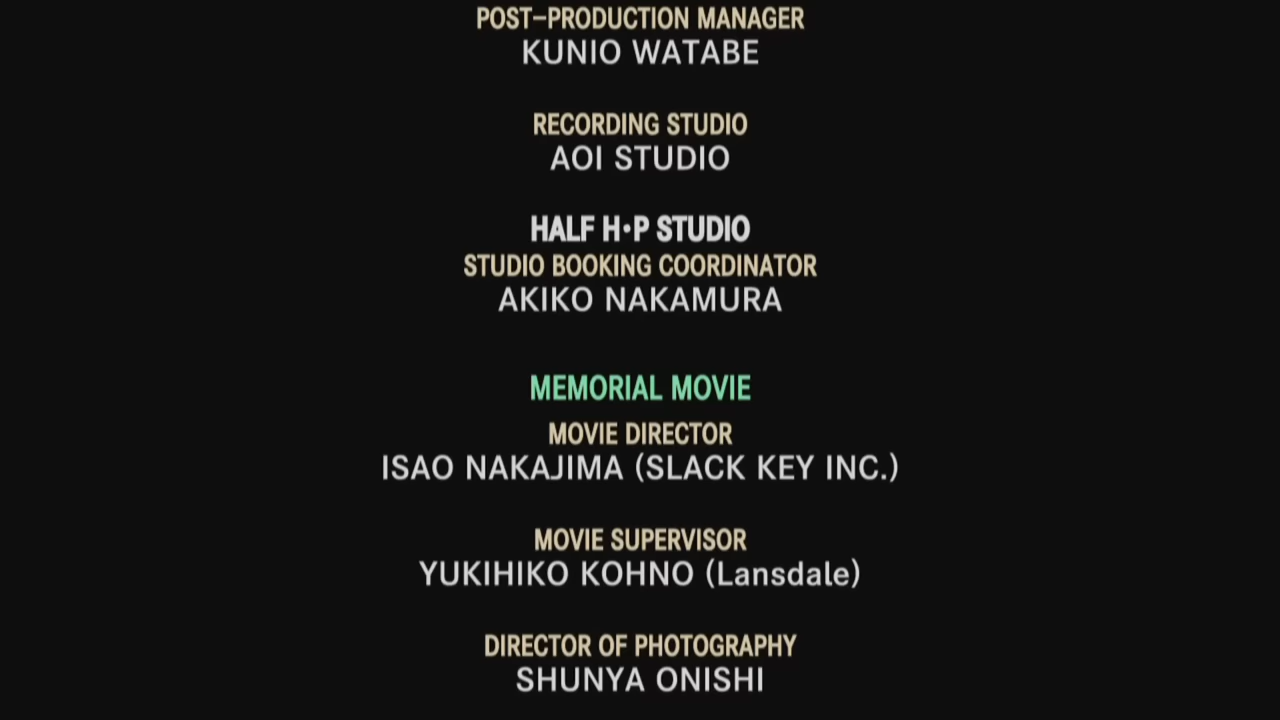 POST-PRODUCTION MANAGER
KUNIO WATABE
RECORDING STUDIO
AOI STUDIO
HALF H•P STUDIO
STUDIO BOOKING COORDINATOR
AKIKO NAKAMURA
MEMORIAL MOVIE
MOVIE DIRECTOR
ISAO NAKAJIMA (SLACK KEY INC.)
MOVIE SUPERVISOR
YUKIHIKO KOHNO (Lansdale)
DIRECTOR OF PHOTOGRAPHY
SHUNYA ONISHI